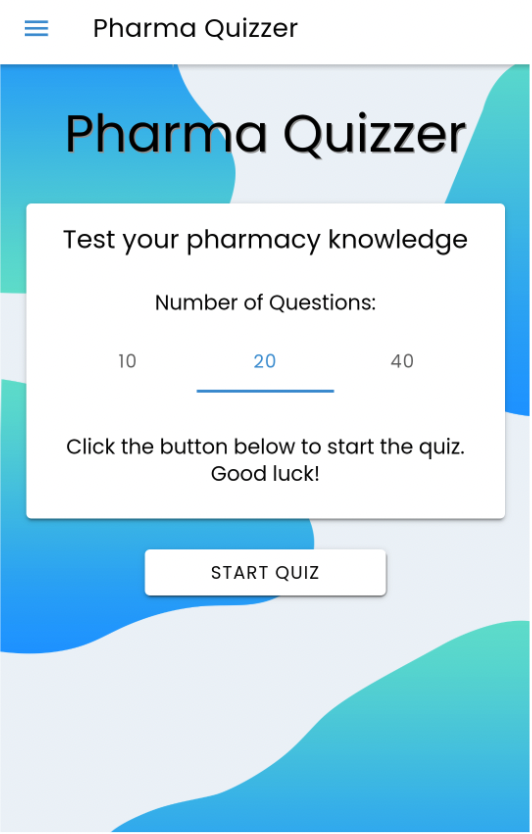 Pharma Quizzer
Pharma Quizzer
Test your pharmacy knowledge
Number of Questions:
10 20 40
Click the button below to start the quiz.
Good luck!
START QUIZ